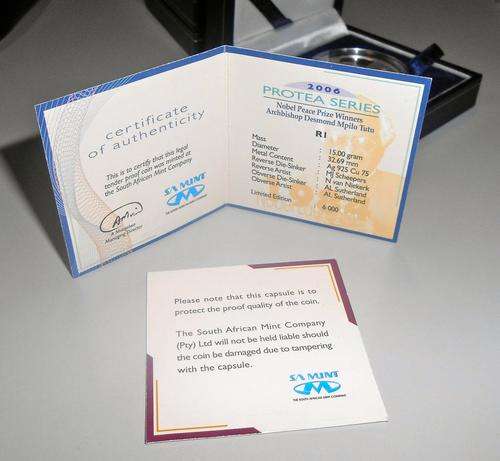 certificate
of authenticity
This is to certify that this legal
tender proof coin was minted at
the South African Mint Company
A Mvinjelwa
Managing Director
SA MINT
THE SOUTH AFRICAN MINT COMPANY
2006
PROTEA SERIES
Nobel Peace Prize Winners
Archbishop Desmond Mpilo Tutu
R1
Mass : 15.00 gram
Diameter : 32.69 mm
Metal Content : Ag 925 Cu 75
Reverse Die-Sinker : MJ Scheepers
Reverse Artist : N van Niekerk
Obverse Die-Sinker : AL Sutherland
Obverse Artist : AL Sutherland
Limited Edition : 6 000
Please note that this capsule is to
protect the proof quality of the coin.
The South African Mint Company
(Pty) Ltd will not be held liable should
the coin be damaged due to tampering
with the capsule.
SA MINT
THE SOUTH AFRICAN MINT COMPANY